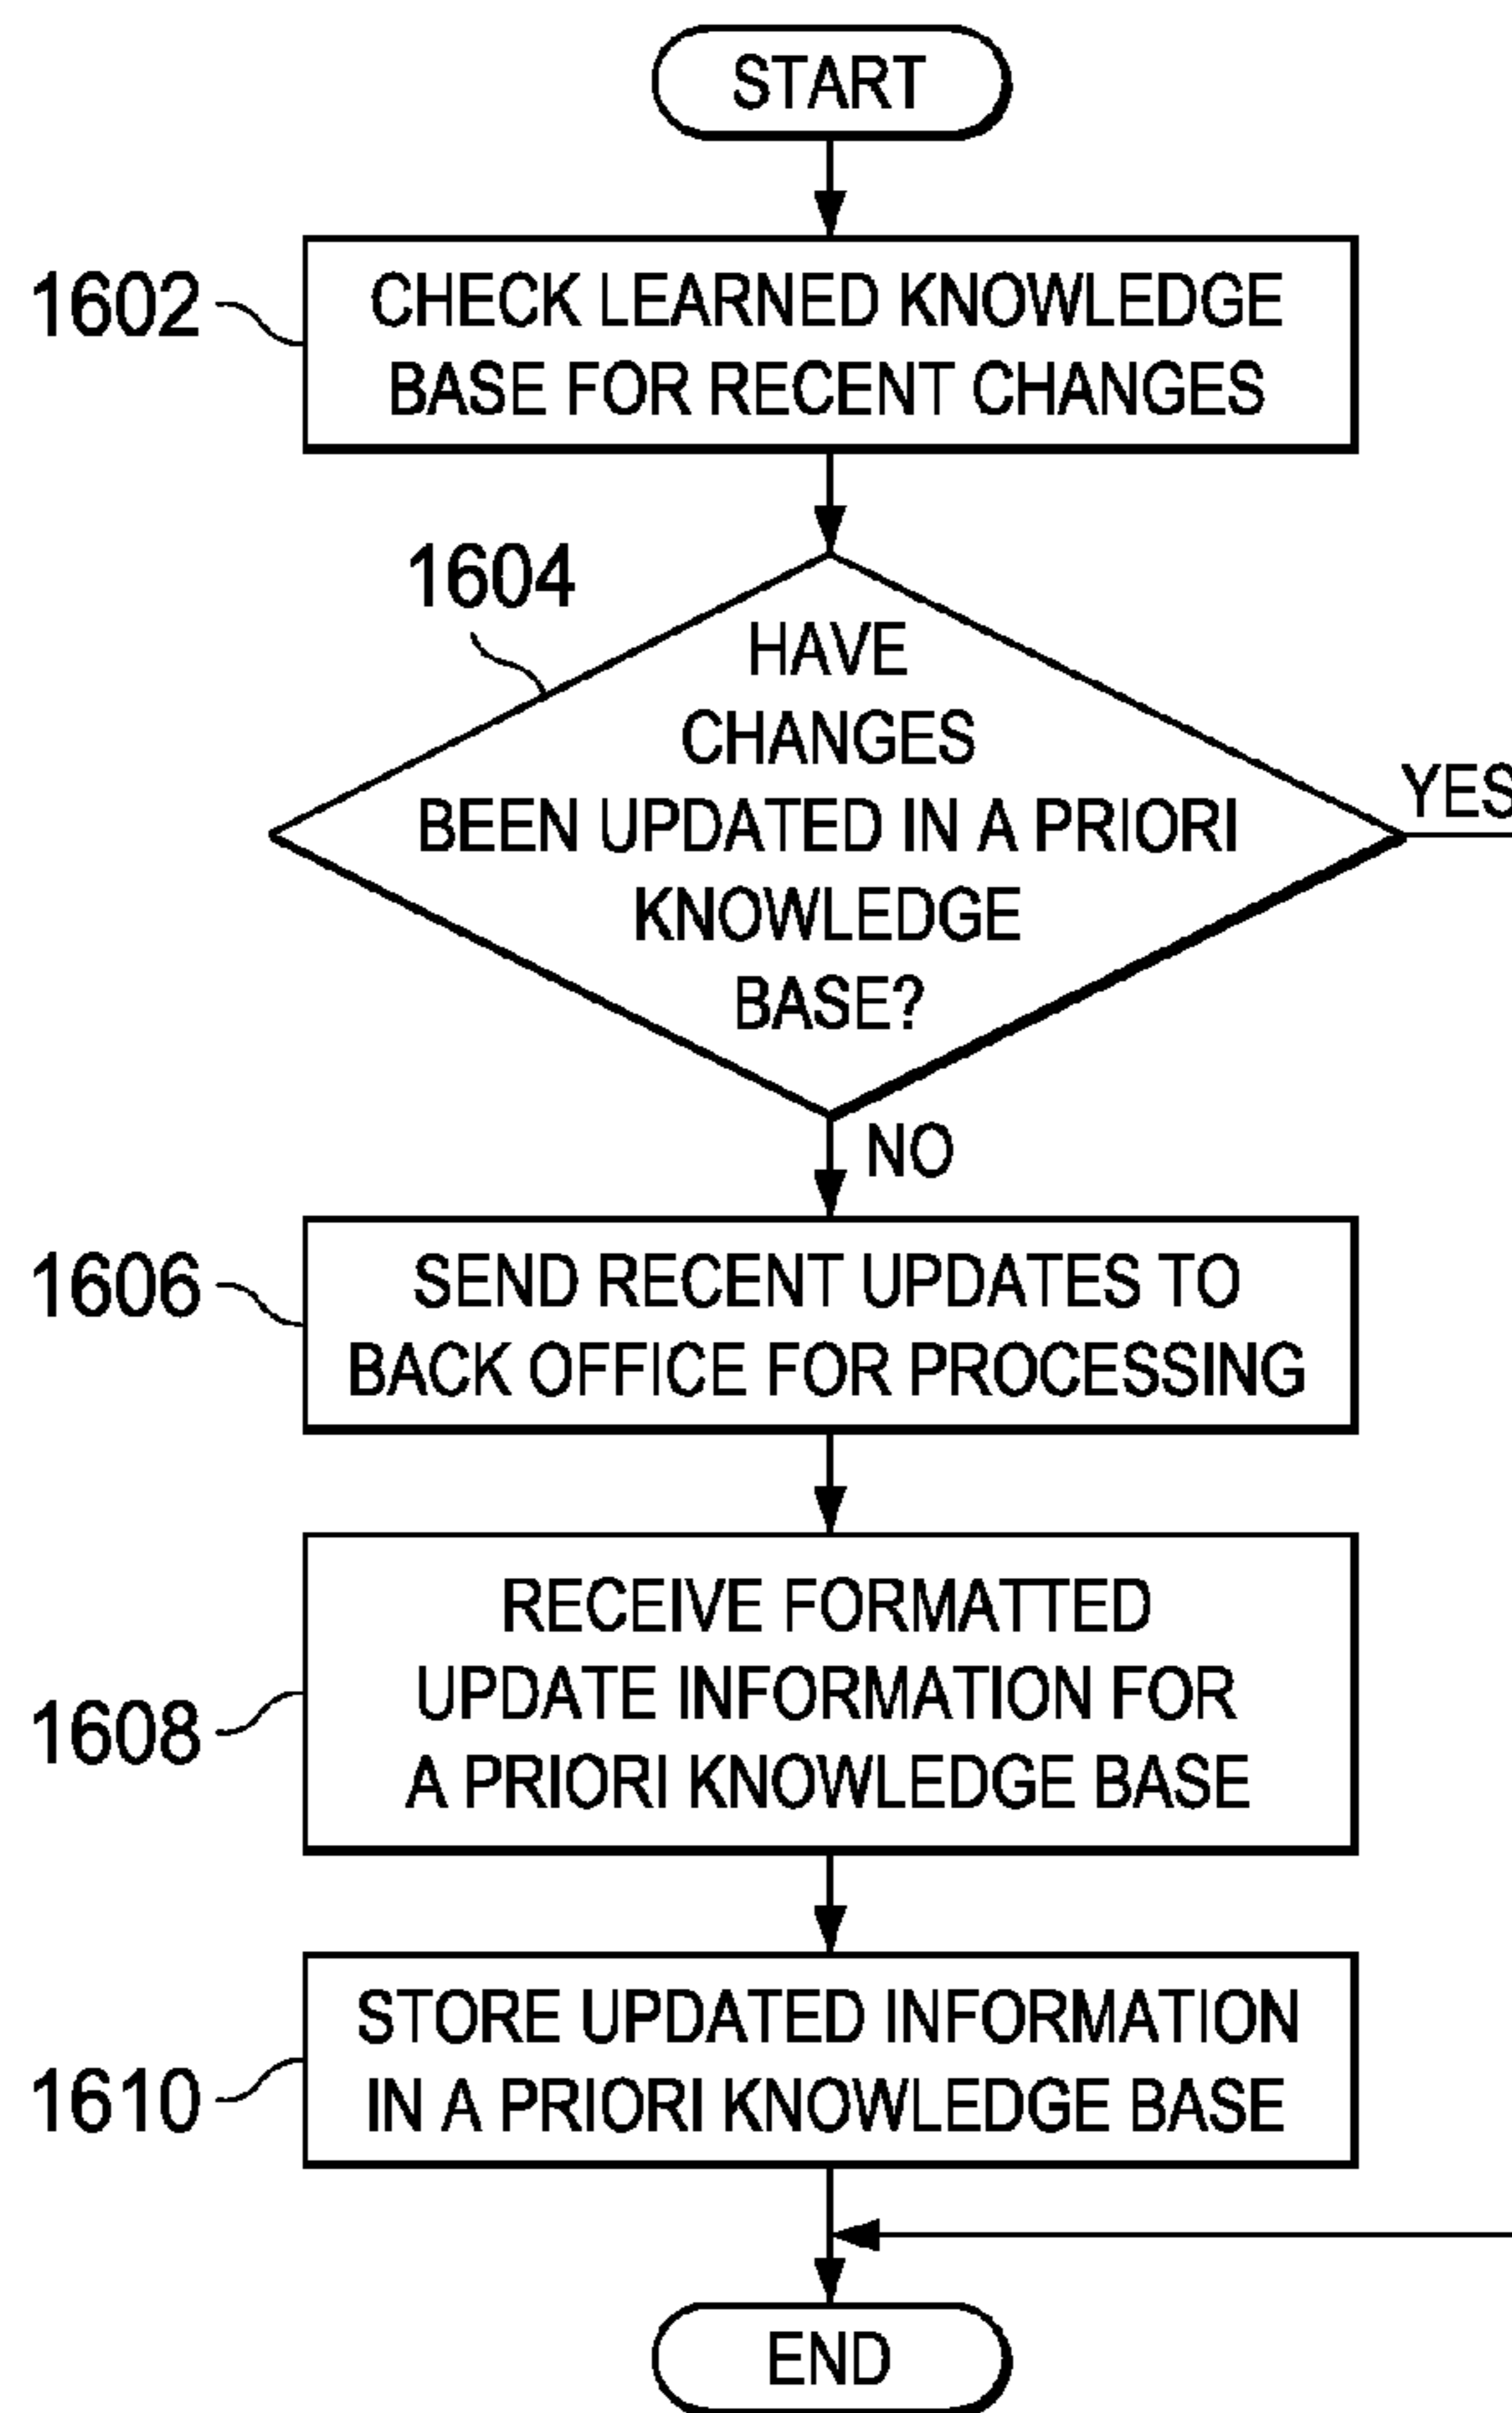 START
1602
CHECK LEARNED KNOWLEDGE
BASE FOR RECENT CHANGES
1604
HAVE
CHANGES
BEEN UPDATED IN A PRIORI
KNOWLEDGE
BASE?
YES
NO
1606
SEND RECENT UPDATES TO
BACK OFFICE FOR PROCESSING
1608
RECEIVE FORMATTED
UPDATE INFORMATION FOR
A PRIORI KNOWLEDGE BASE
1610
STORE UPDATED INFORMATION
IN A PRIORI KNOWLEDGE BASE
END